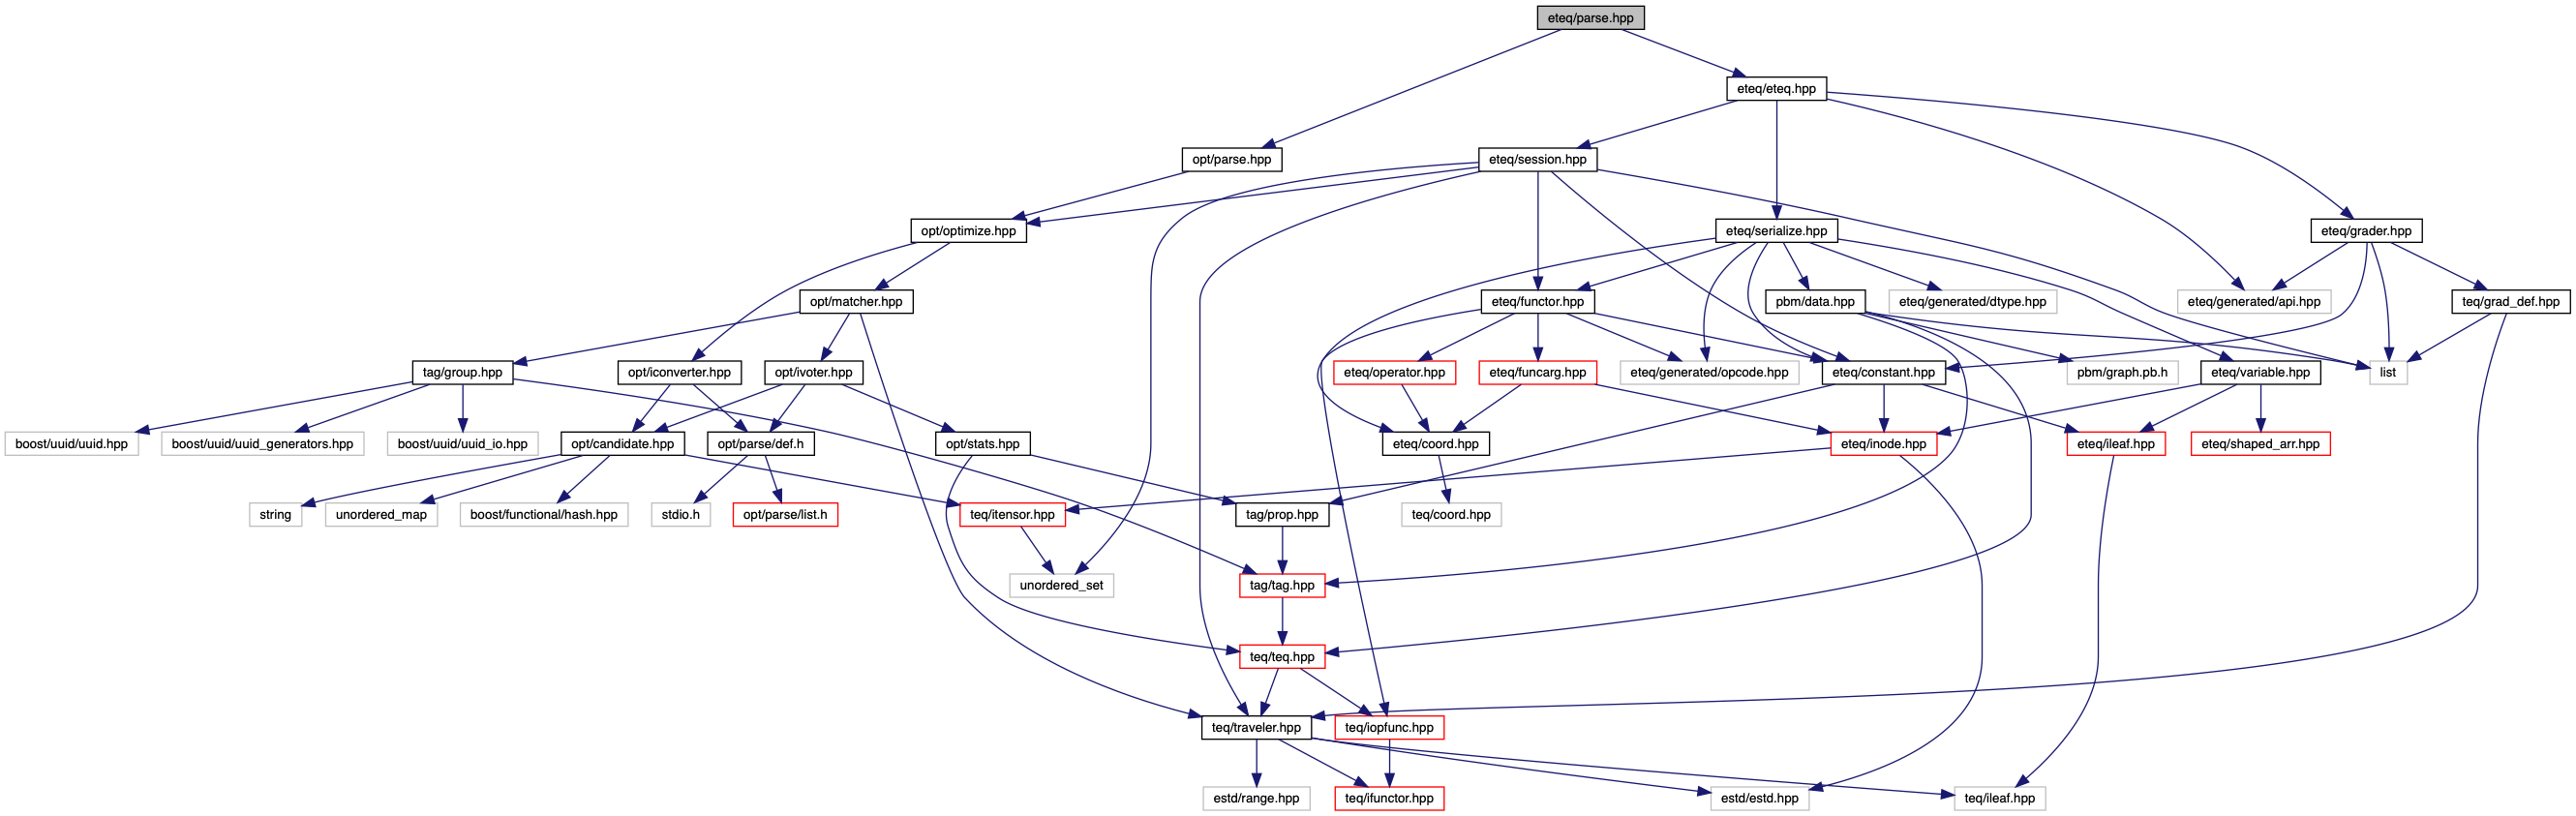 eteq/parse.hpp
eteq/eteq.hpp
opt/parse.hpp
eteq/session.hpp
opt/optimize.hpp
eteq/serialize.hpp
eteq/grader.hpp
opt/matcher.hpp
eteq/functor.hpp
pbm/data.hpp
eteq/generated/dtype.hpp
eteq/generated/api.hpp
teq/grad_def.hpp
tag/group.hpp
opt/iconverter.hpp
opt/ivoter.hpp
eteq/operator.hpp
eteq/funcarg.hpp
eteq/generated/opcode.hpp
eteq/constant.hpp
pbm/graph.pb.h
eteq/variable.hpp
list
boost/uuid/uuid.hpp
boost/uuid/uuid_generators.hpp
boost/uuid/uuid_io.hpp
opt/candidate.hpp
opt/parse/def.h
opt/stats.hpp
eteq/coord.hpp
eteq/inode.hpp
eteq/ileaf.hpp
eteq/shaped_arr.hpp
string
unordered_map
boost/functional/hash.hpp
stdio.h
opt/parse/list.h
teq/itensor.hpp
tag/prop.hpp
teq/coord.hpp
unordered_set
tag/tag.hpp
teq/teq.hpp
teq/traveler.hpp
teq/iopfunc.hpp
estd/range.hpp
teq/ifunctor.hpp
estd/estd.hpp
teq/ileaf.hpp